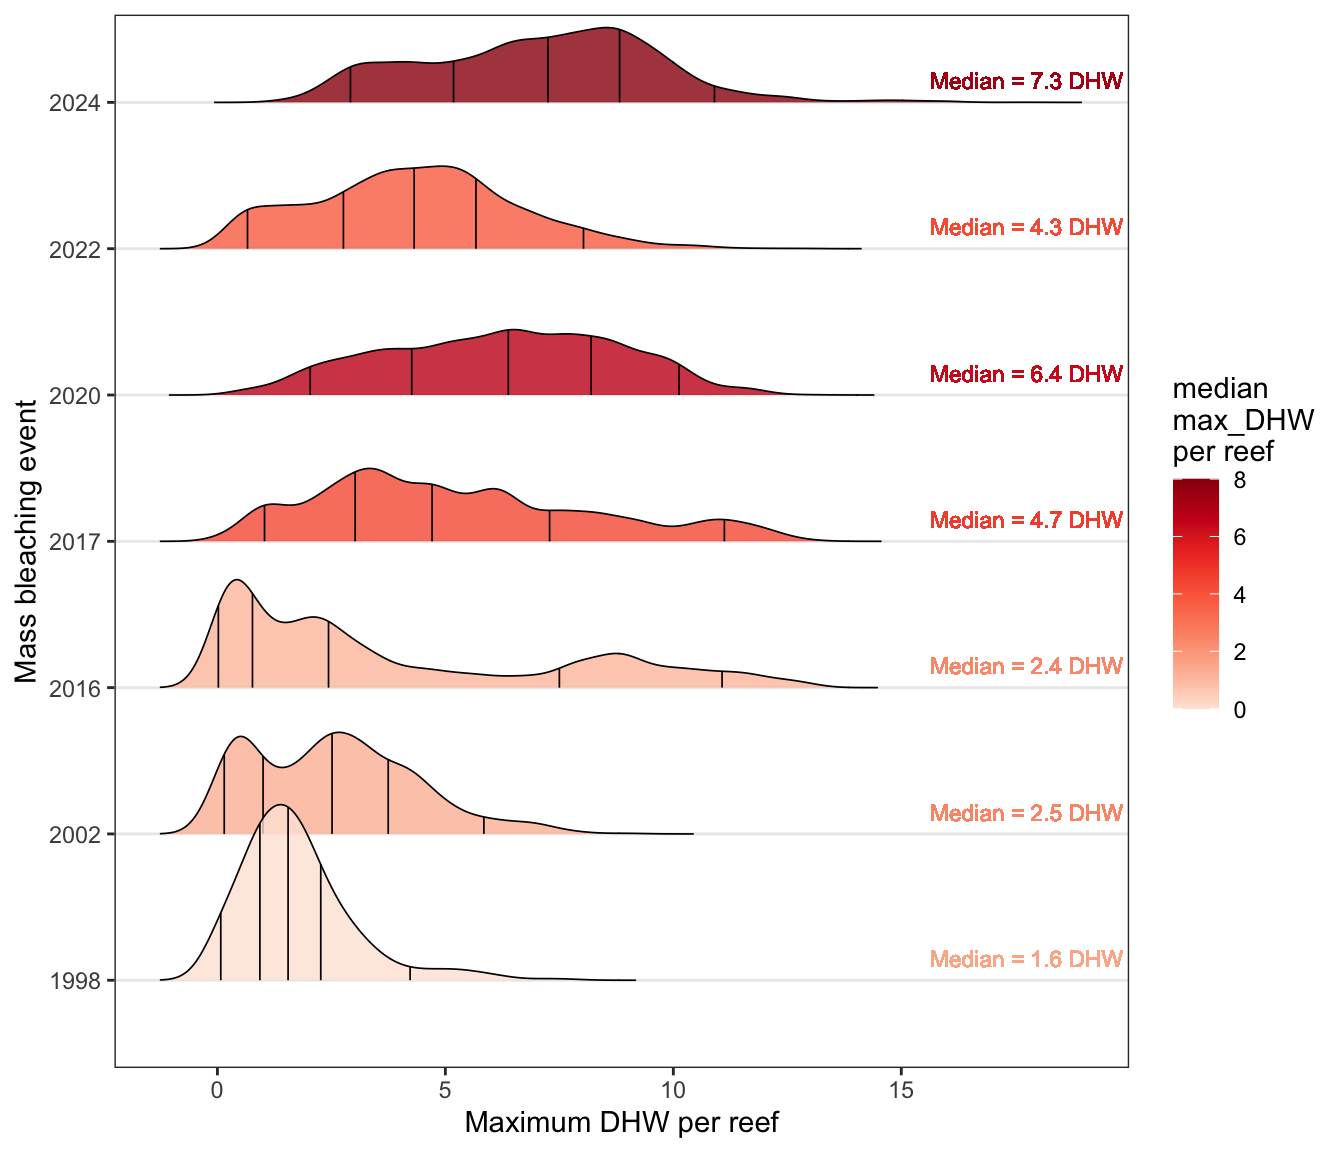 2024
Median = 7.3 DHW
2022
Median = 4.3 DHW
2020
Median = 6.4 DHW
2017
Median = 4.7 DHW
2016
Median = 2.4 DHW
2002
Median = 2.5 DHW
1998
Median = 1.6 DHW
Mass bleaching event
0 5 10 15
Maximum DHW per reef
median
max_DHW
per reef
8
6
4
2
0